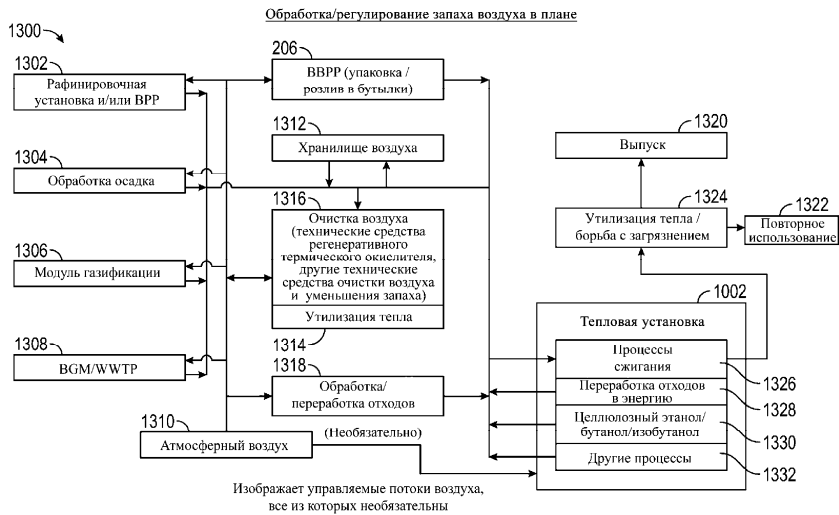 Обработка/регулирование запаха воздуха в плане
1300
1302
Рафинировочная
установка и/или ВРР
206
ВВРР (упаковка /
розлив в бутылки)
1312
Хранилище воздуха
1304
Обработка осадка
1316
Очистка воздуха
(технические средства
регенеративного
термического окислителя,
другие технические
средства очистки воздуха
и уменьшения запаха)
Утилизация тепла
1314
1306
Модуль газификации
1308
BGM/WWTP
1318
Обработка/
переработка отходов
1310
Атмосферный воздух
(Необязательно)
1320
Выпуск
1324
Утилизация тепла /
борьба с загрязнением
1322
Повторное
использование
1002
Тепловая установка
Процессы
сжигания
1326
Переработка отходов
в энергию
1328
Целлюлозный этанол/
бутанол/изобутанол
1330
Другие процессы
1332
Изображает управляемые потоки воздуха,
все из которых необязательны